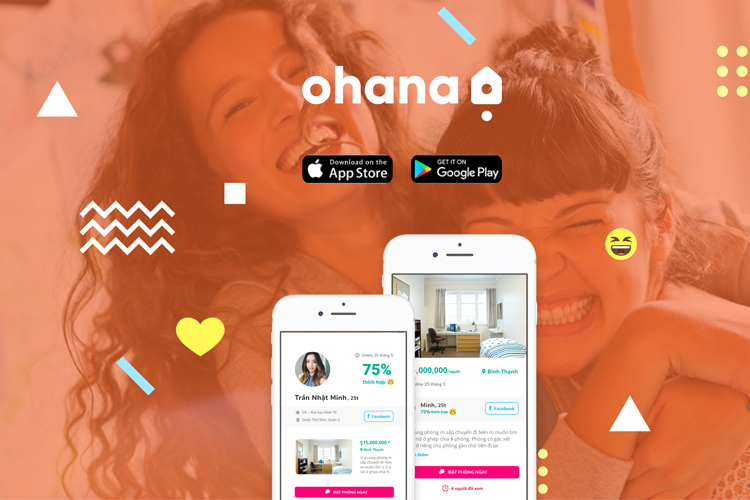 ohana
Download on the
App Store
GET IT ON
Google Play
Online 25 tháng 5
75%
thích hợp
Trần Nhật Minh, 25t
Quận Thủ Đức, Quận 2
Facebook
$15,000,000
Bình Thạnh
ĐẶT PHÒNG NGAY
,000,000/người
Bình Thạnh
Online 25 tháng 5
Minh, 25t
75% thích hợp
Facebook
ĐẶT PHÒNG NGAY
4 người đã xem